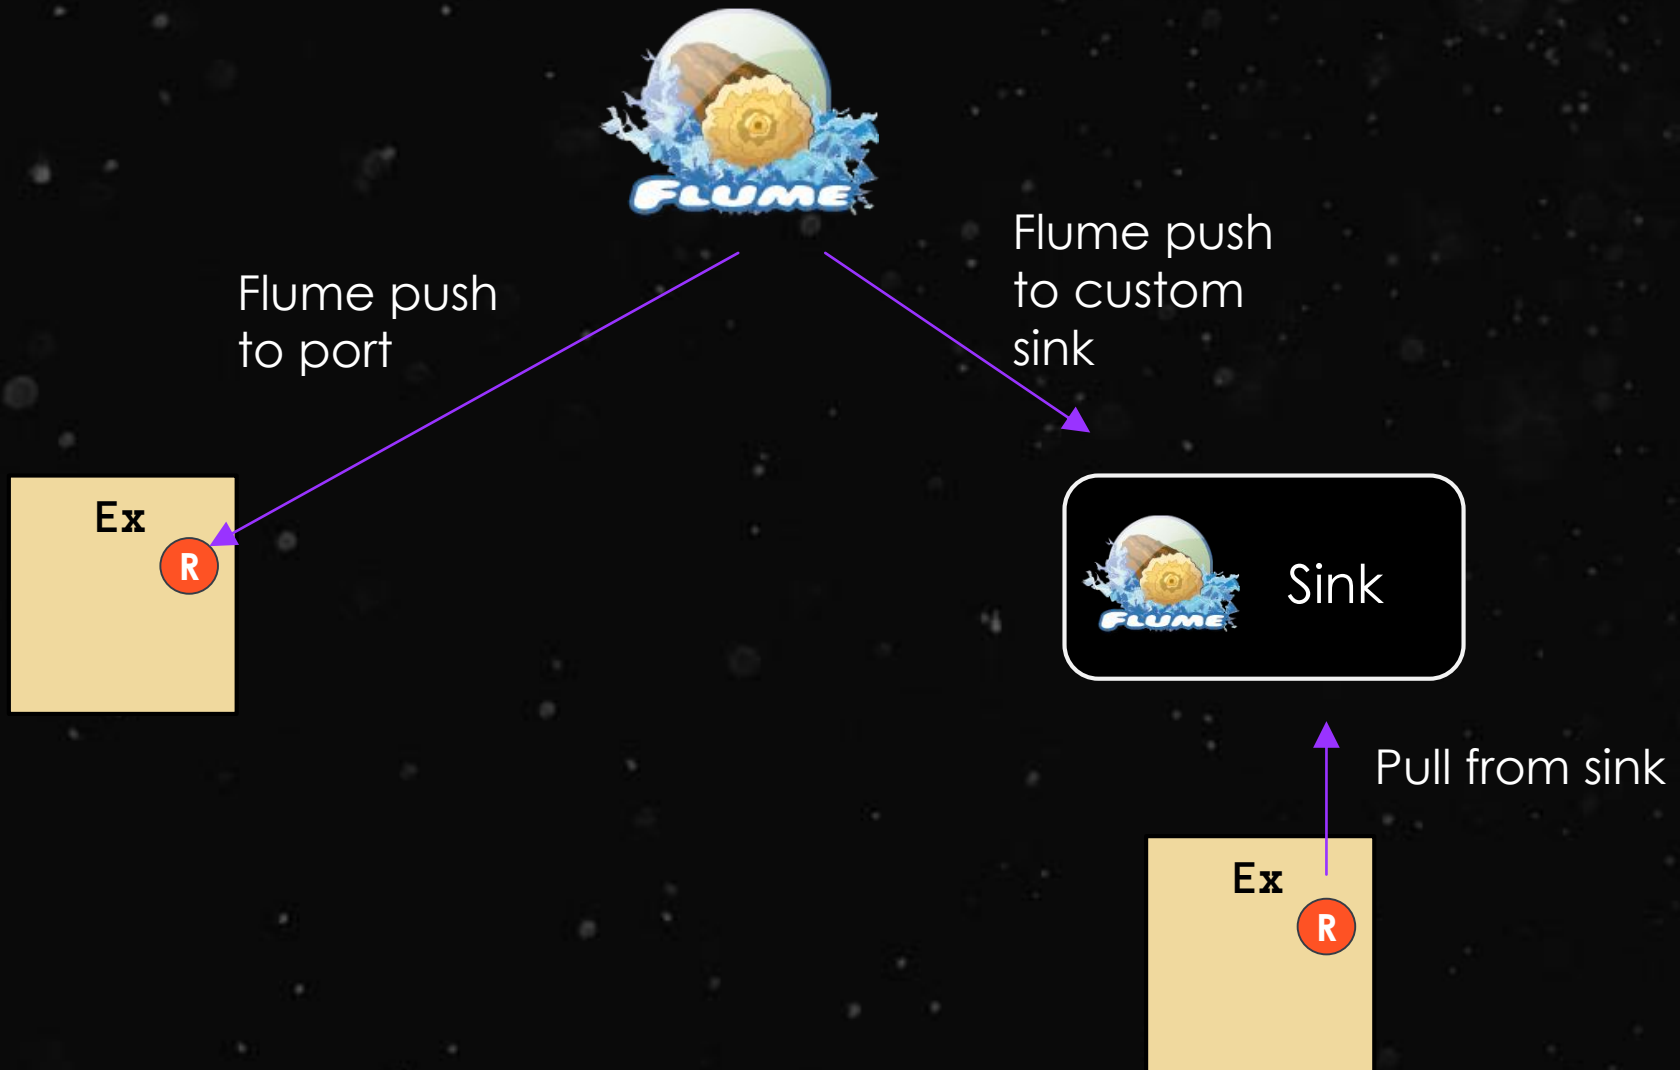 FLUME
Flume push
to custom
sink
Flume push
to port
Ex
R
FLUME
Sink
Pull from sink
Ex
R